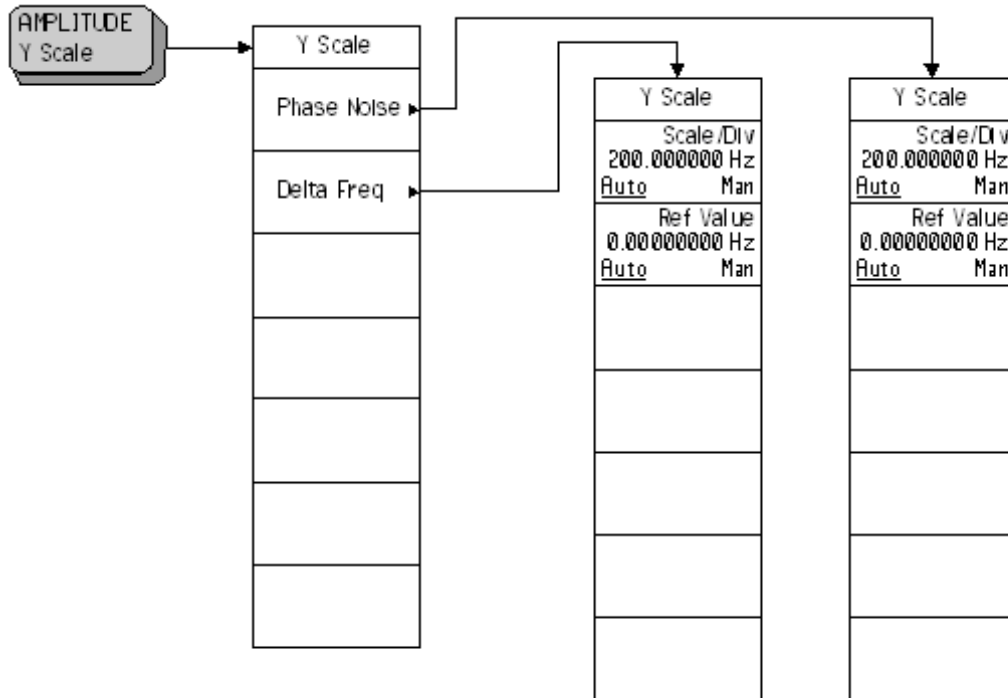 AMPLITUDE
Y Scale
Y Scale
Phase Noise
Delta Freq
Y Scale
Scale/Div
200.000000 Hz
Auto Man
Ref Value
0.00000000 Hz
Auto Man
Y Scale
Scale/Div
200.000000 Hz
Auto Man
Ref Value
0.00000000 Hz
Auto Man